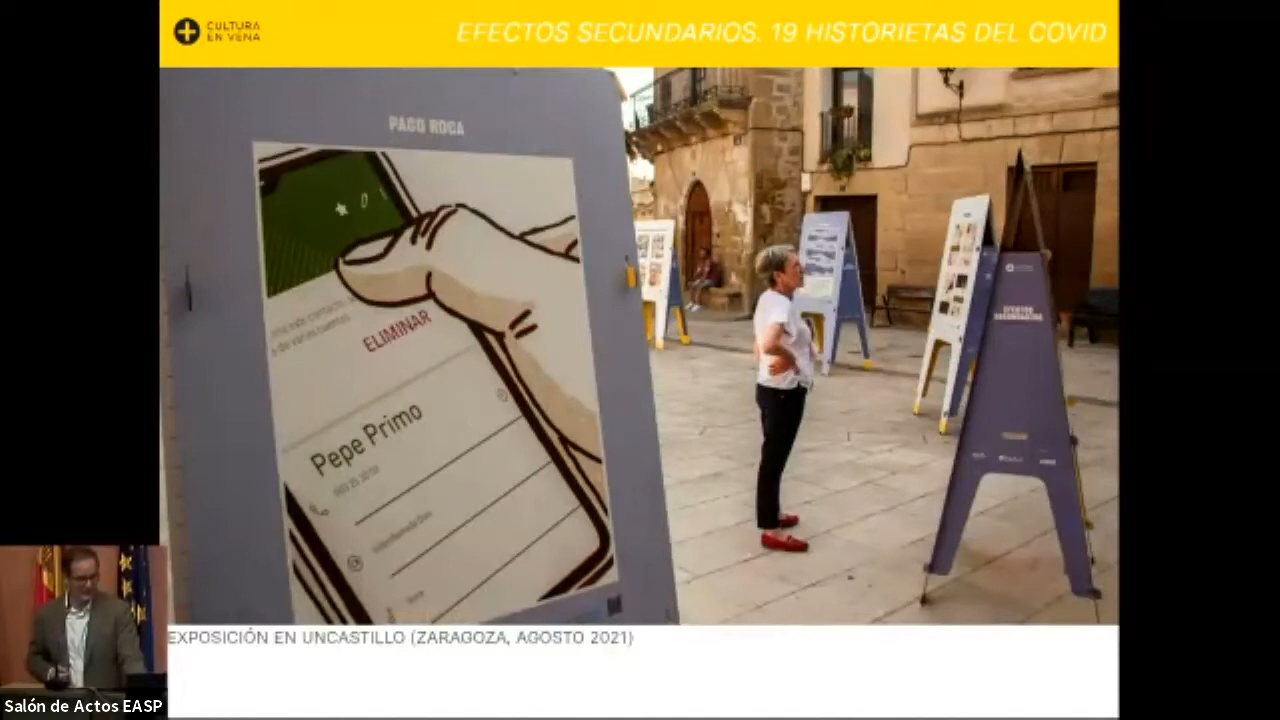 CULTURA
EN VENA
EFECTOS SECUNDARIOS. 19 HISTORIETAS DEL COVID
PACO ROCA
ELIMINAR
Pepe Primo
EFECTOS
SECUNDARIOS
EXPOSICIÓN EN UNCASTILLO (ZARAGOZA, AGOSTO 2021)
Salón de Actos EASP